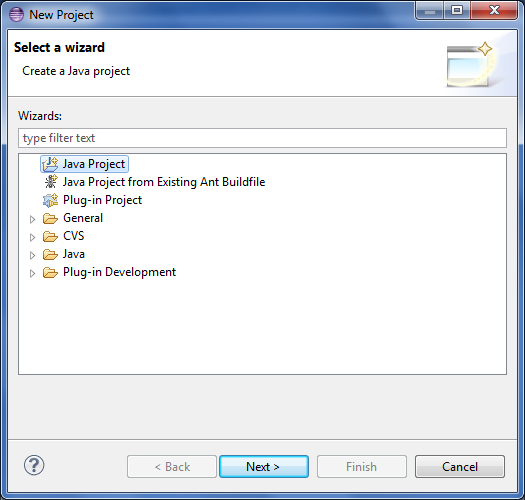 New Project
Select a wizard
Create a Java project
Wizards:
type filter text
Java Project
Java Project from Existing Ant Buildfile
Plug-in Project
General
CVS
Java
Plug-in Development
?
< Back
Next >
Finish
Cancel